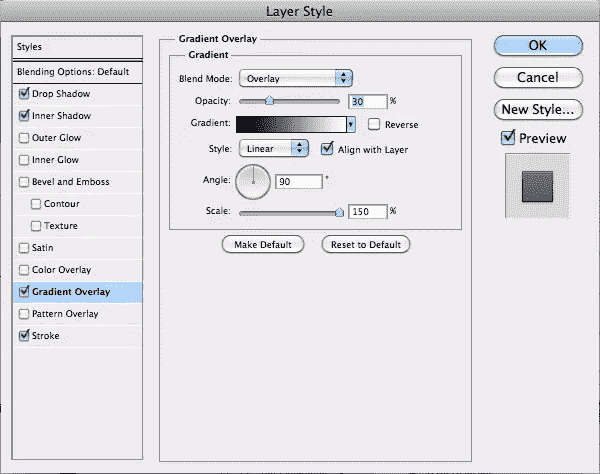 Layer Style
Styles
Blending Options: Default
Drop Shadow
Inner Shadow
Outer Glow
Inner Glow
Bevel and Emboss
Contour
Texture
Satin
Color Overlay
Gradient Overlay
Pattern Overlay
Stroke
Gradient Overlay
Gradient
Blend Mode: Overlay
Opacity: 30 %
Gradient: Reverse
Style: Linear Align with Layer
Angle: 90 °
Scale: 150 %
Make Default Reset to Default
OK
Cancel
New Style...
Preview